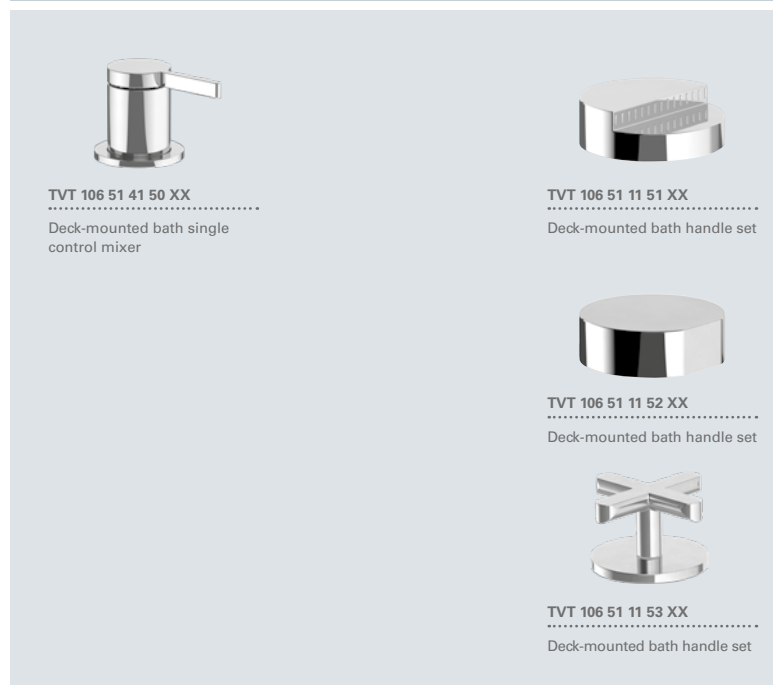 TVT 106 51 41 50 XX
Deck-mounted bath single
control mixer
TVT 106 51 11 51 XX
Deck-mounted bath handle set
TVT 106 51 11 52 XX
Deck-mounted bath handle set
TVT 106 51 11 53 XX
Deck-mounted bath handle set